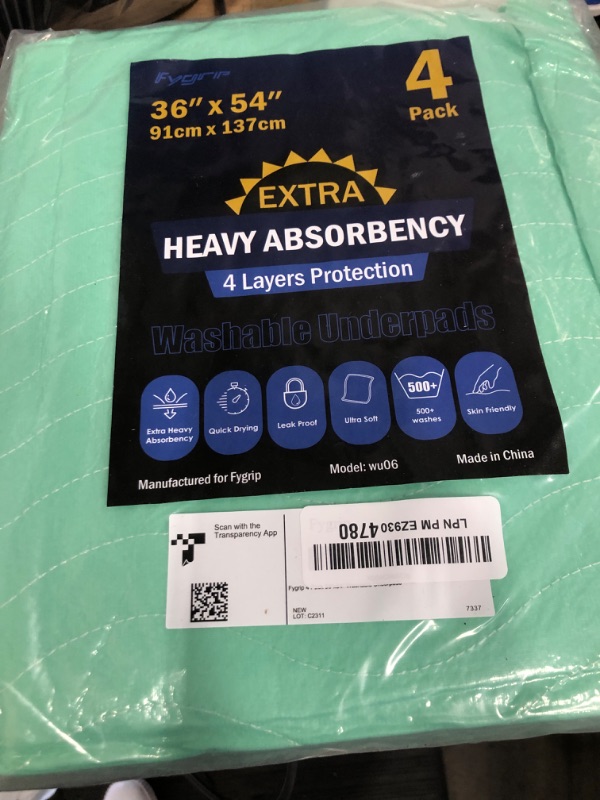 Fygrip
36" x 54"
91cm x 137cm
4
Pack
EXTRA
HEAVY ABSORBENCY
4 Layers Protection
Washable Underpads
Extra Heavy
Absorbency
Quick Drying
Leak Proof
Ultra Soft
500+
500+
washes
Skin Friendly
Manufactured for Fygrip
Model: wu06
Made in China
Scan with the
Transparency App
LPN PM EZ9304780
NEW
LOT: C2311
7337